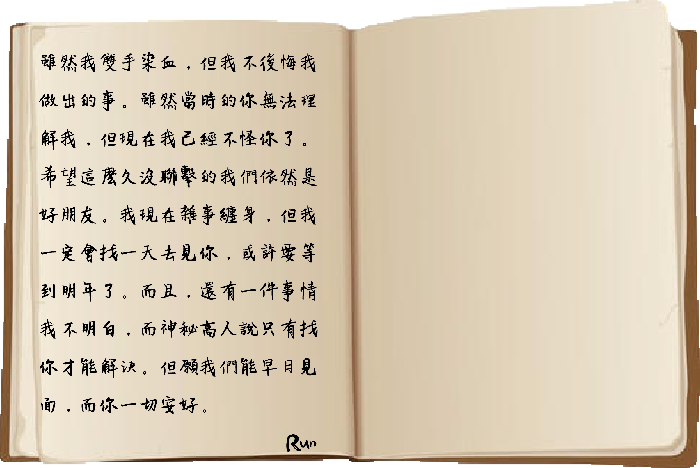 雖然我雙手染血，但我不後悔我
做出的事。雖然當時的你無法理
解我，但現在我已經不怪你了。
希望這麼久沒聯繫的我們依然是
好朋友。我現在雜事纏身，但我
一定會找一天去見你，或許要等
到明年了。而且，還有一件事情
我不明白，而神秘高人說只有找
你才能解決。但願我們能早日見
面，而你一切安好。
Run